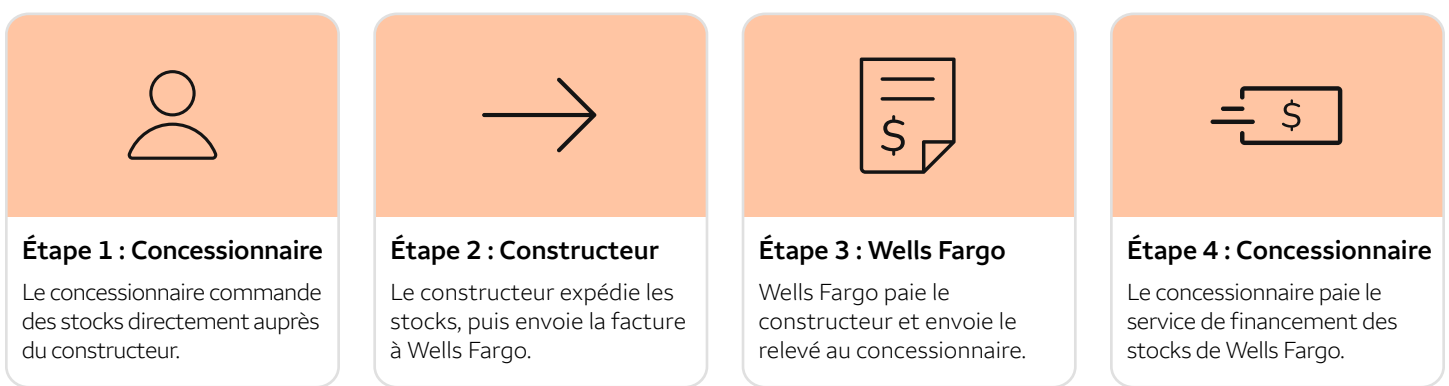 $
$
Étape 1 : Concessionnaire
Le concessionnaire commande
des stocks directement auprès
du constructeur.
Étape 2 : Constructeur
Le constructeur expédie les
stocks, puis envoie la facture
à Wells Fargo.
Étape 3 : Wells Fargo
Wells Fargo paie le
constructeur et envoie le
relevé au concessionnaire.
Étape 4 : Concessionnaire
Le concessionnaire paie le
service de financement des
stocks de Wells Fargo.